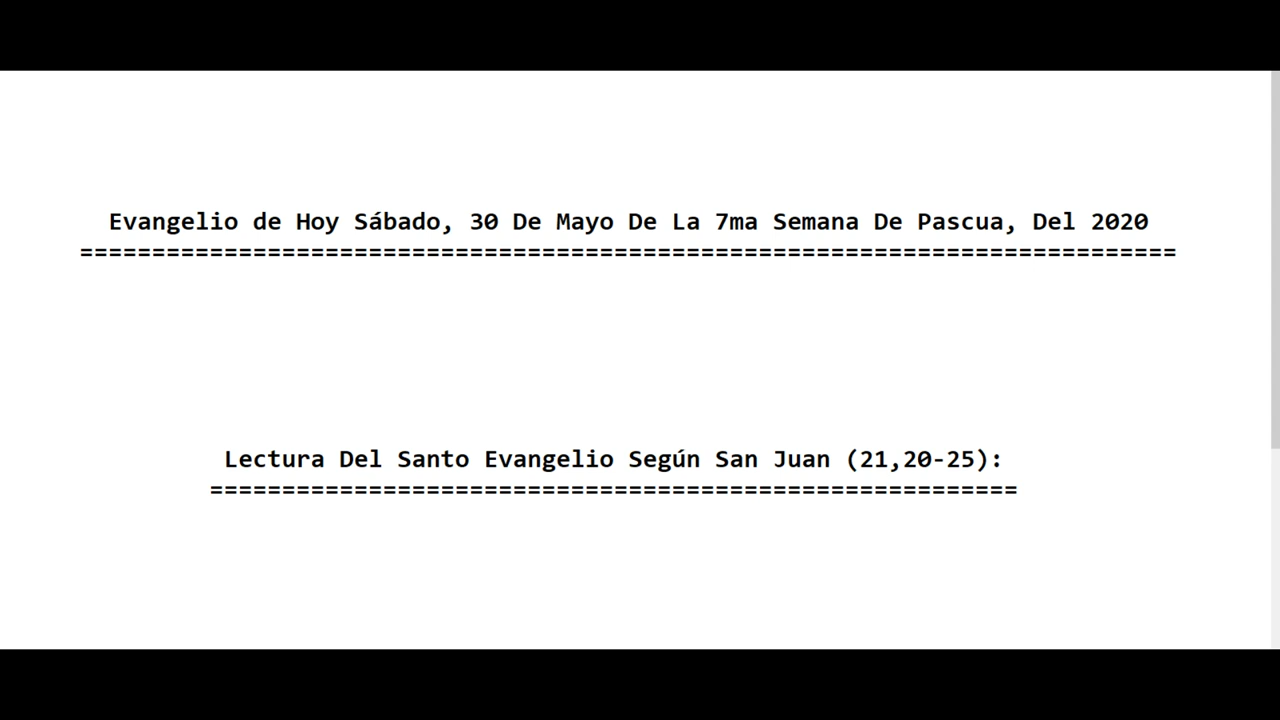 Evangelio de Hoy Sábado, 30 De Mayo De La 7ma Semana De Pascua, Del 2020
============================================================================
Lectura Del Santo Evangelio Según San Juan (21,20-25):
========================================================